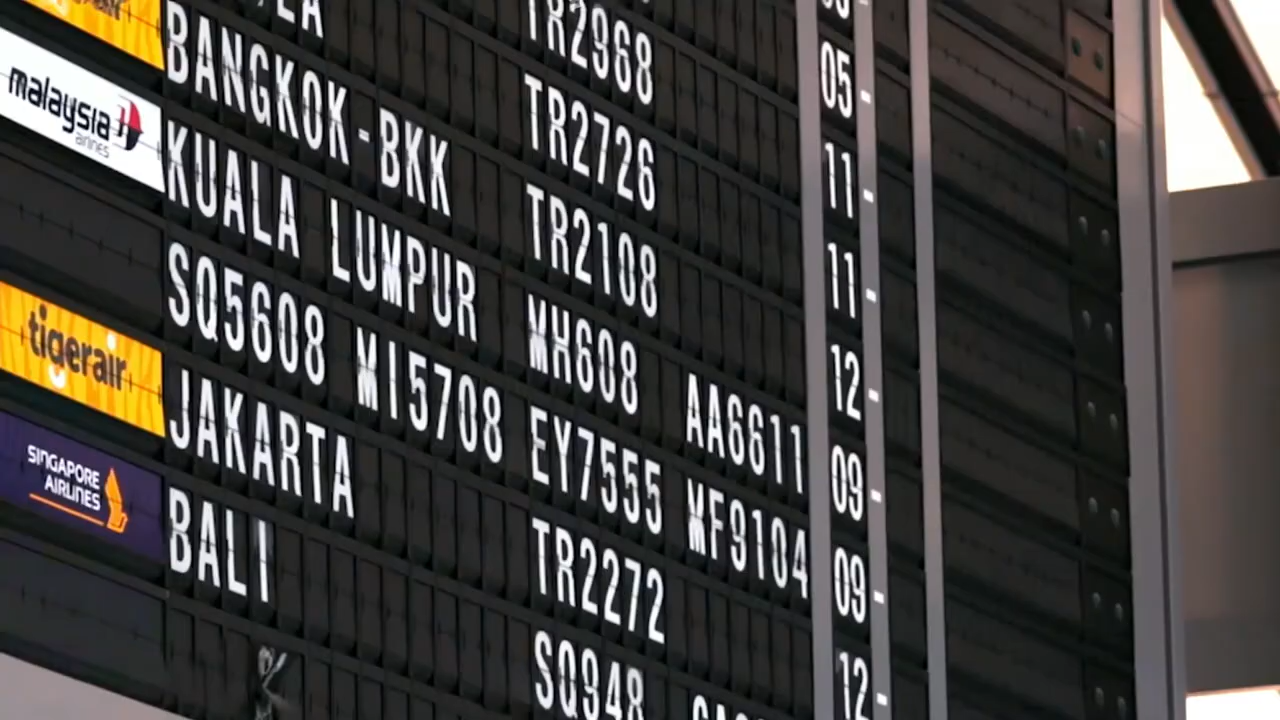 05 -
TR2968 11 -
TR2726 11 -
BANGKOK-BKK TR2108 12 -
malaysia airlines
KUALA LUMPUR MH608 AA6611 09 -
SQ5608 MI5708 EY7555 MF9104 09 -
tigerair
JAKARTA TR2272 12 -
SINGAPORE AIRLINES
BALI SQ948